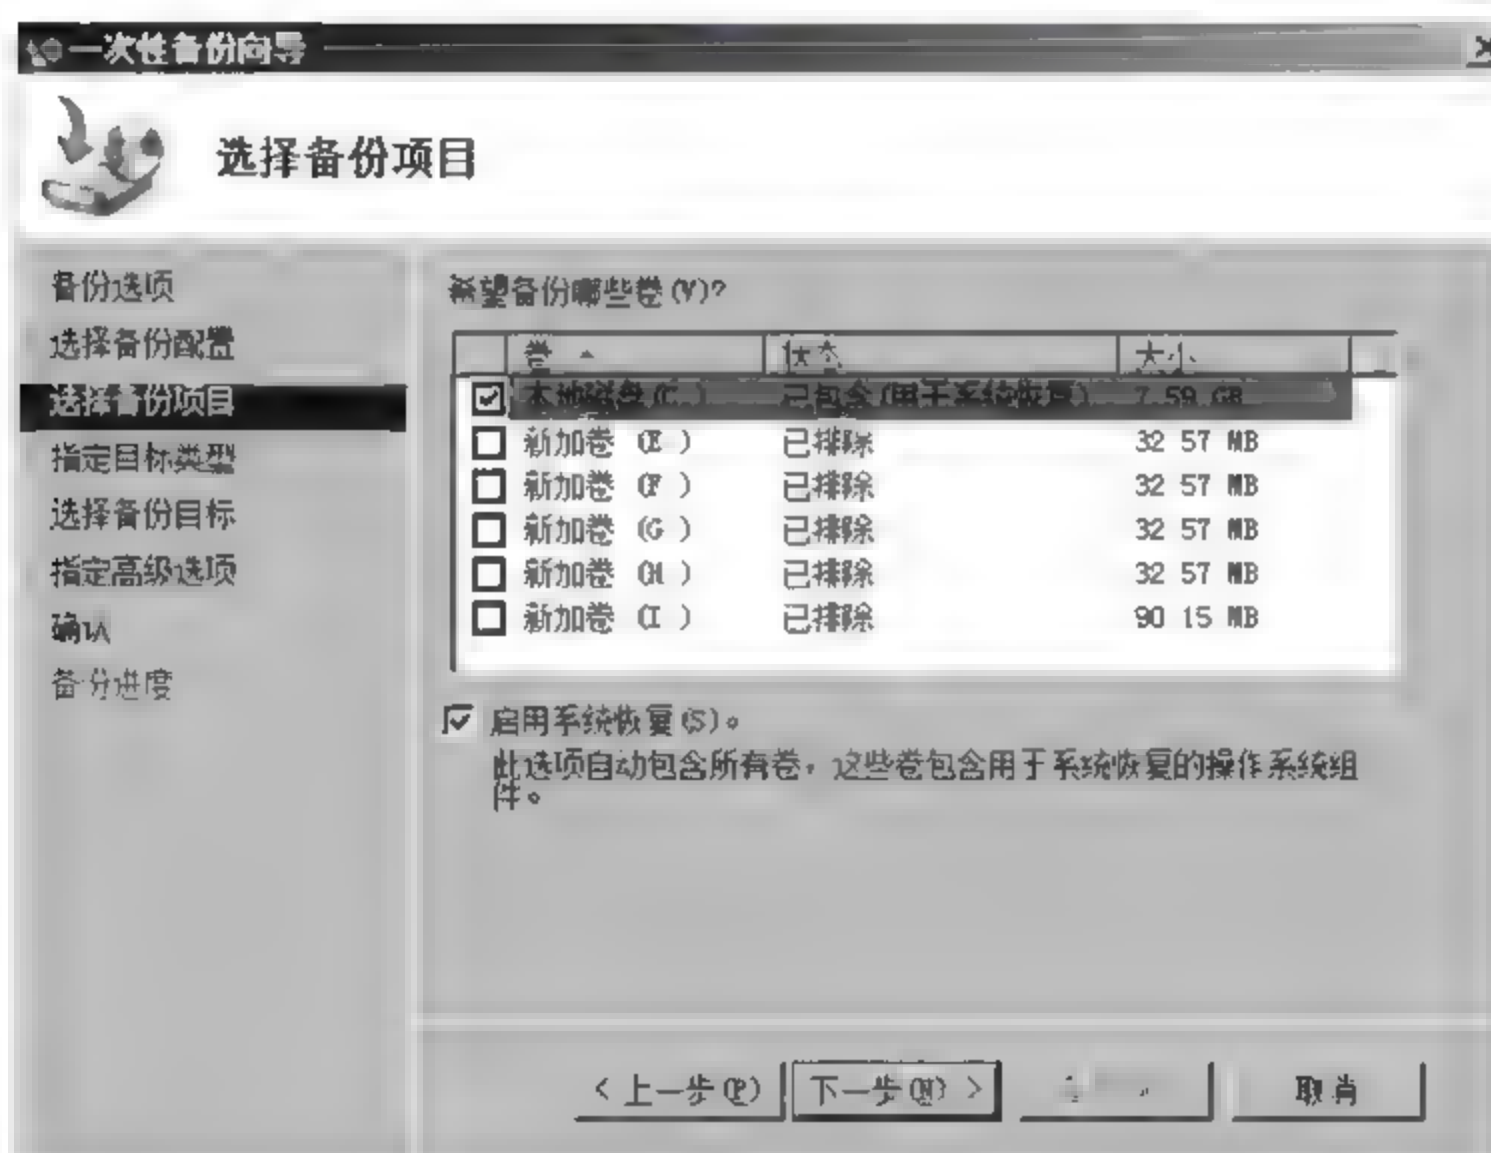 一次性备份向导
选择备份项目
备份选项
选择备份配置
选择备份项目
指定目标类型
选择备份目标
指定高级选项
确认
备份进度
希望备份哪些卷(V)?
卷 状态 大小
本地磁盘(C ) 已包含(用于系统恢复) 7.59 GB
新加卷 (E ) 已排除 32 57 MB
新加卷 (F ) 已排除 32 57 MB
新加卷 (G ) 已排除 32 57 MB
新加卷 (H ) 已排除 32 57 MB
新加卷 (I ) 已排除 90 15 MB
启用系统恢复(S)。
此选项自动包含所有卷，这些卷包含用于系统恢复的操作系统组
件。
< 上一步(P) 下一步(N) > 取消